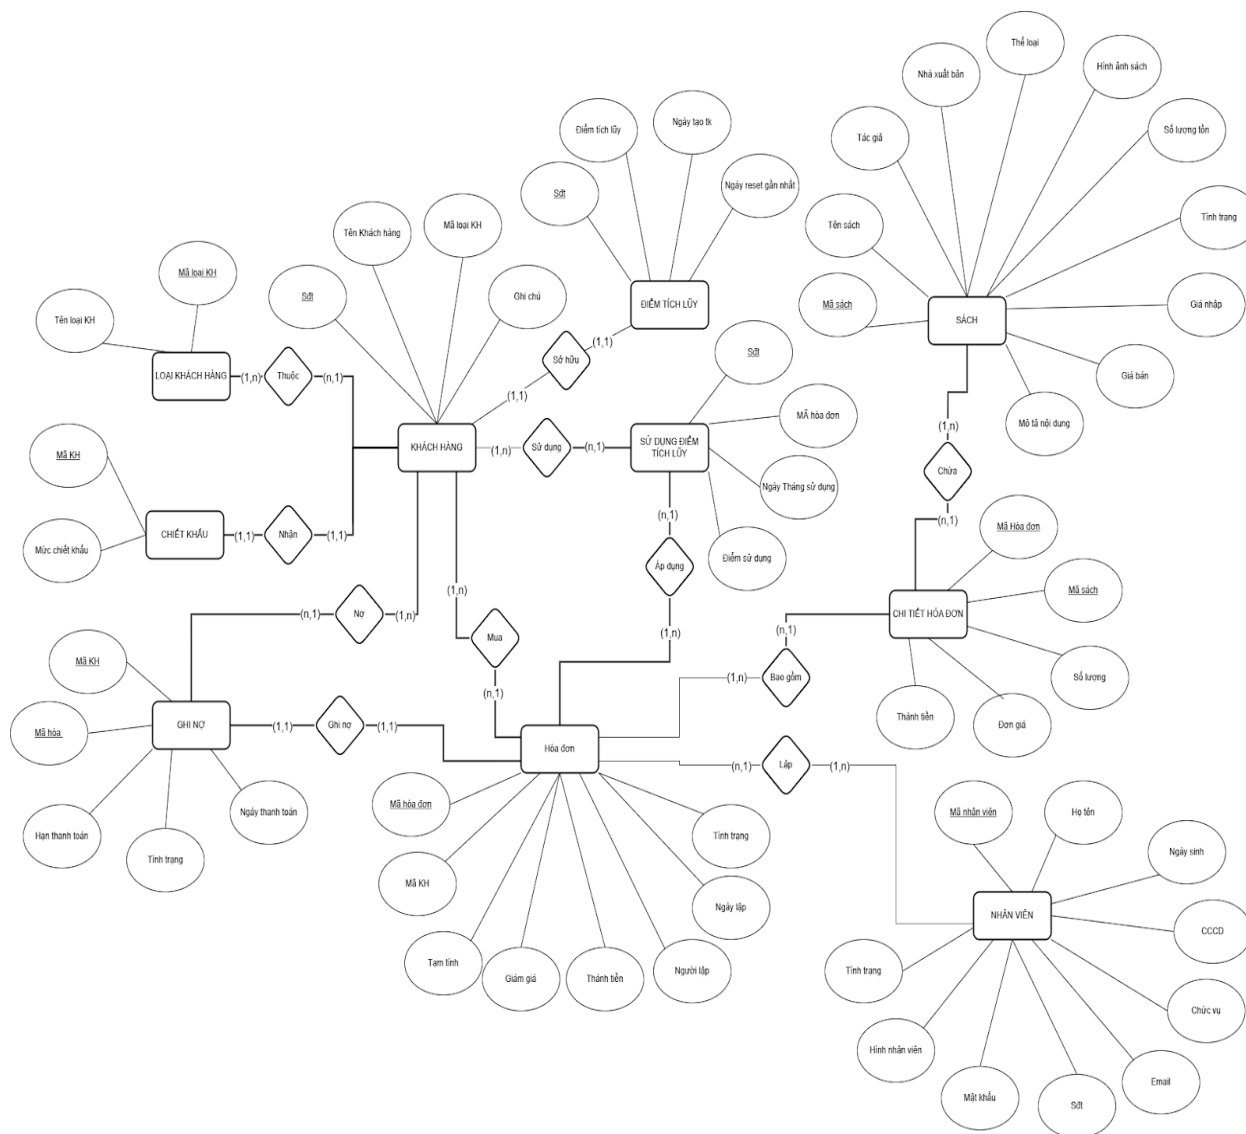 Thể loại
Nhà xuất bản
Hình ảnh sách
Điểm tích lũy
Ngày tạo tk
Tác giả
Số lượng tồn
Sđt
Ngày reset gần nhất
Tên sách
Tình trạng
Tên Khách hàng
Mã loại KH
Mã loại KH
Sđt
Ghi chú
ĐIỂM TÍCH LŨY
Mã sách
SÁCH
Giá nhập
Tên loại KH
(1,1)
Sở hữu
Sđt
LOẠI KHÁCH HÀNG
(1,n)
Thuộc
(n,1)
(1,1)
Giá bán
MÃ hóa đơn
Mô tả nội dung
KHÁCH HÀNG
(1,n)
Sử dụng
(n,1)
SỬ DỤNG ĐIỂM
TÍCH LŨY
(1,n)
Mã KH
Chứa
Ngày Tháng sử dụng
(n,1)
(n,1)
Mã Hóa đơn
CHIẾT KHẤU
(1,1)
Nhận
(1,1)
Mức chiết khấu
Điểm sử dụng
Áp dụng
(1,n)
Mã sách
(n,1)
Nợ
(1,n)
CHI TIẾT HÓA ĐƠN
(1,n)
(n,1)
Mua
Mã KH
(1,n)
Bao gồm
Số lượng
(n,1)
Thành tiền
Đơn giá
Mã hóa
GHI NỢ
(1,1)
Ghi nợ
(1,1)
Hóa đơn
(n,1)
Lập
(1,n)
Mã hóa đơn
Ngày thanh toán
Hạn thanh toán
Tình trạng
Mã nhân viên
Họ tên
Tình trạng
Ngày sinh
Mã KH
Ngày lập
NHÂN VIÊN
CCCD
Tạm tính
Giảm giá
Thành tiền
Người lập
Tình trạng
Chức vụ
Hình nhân viên
Email
Mật khẩu
Sđt